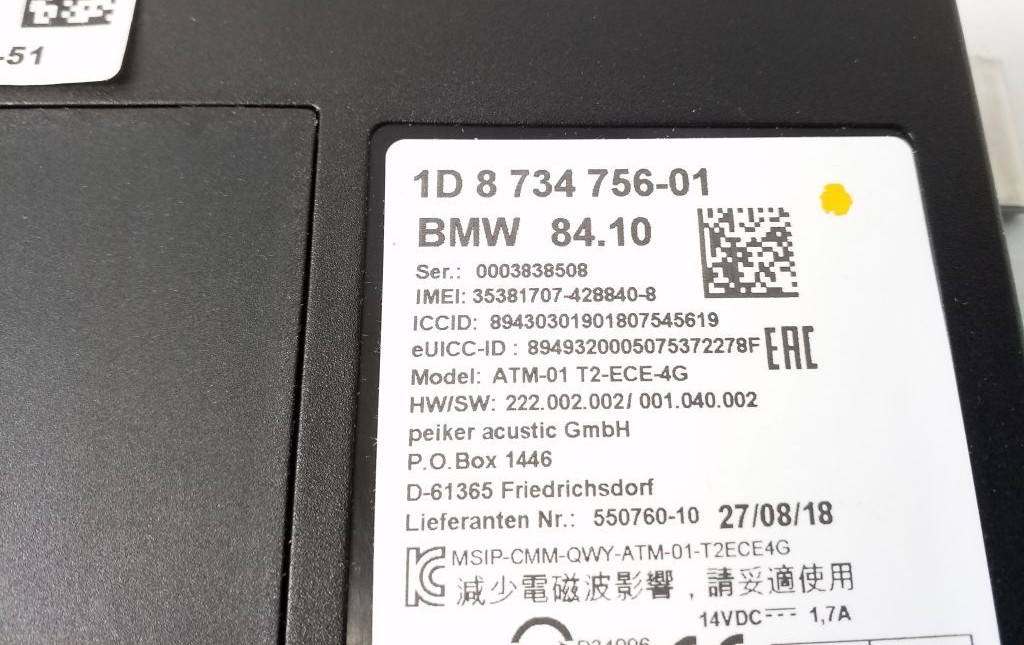 -51
1D 8 734 756-01
BMW 84.10
Ser.: 0003838508
IMEI: 35381707-428840-8
ICCID: 89430301901807545619
eUICC-ID : 8949320005075372278F
EAC
Model: ATM-01 T2-ECE-4G
HW/SW: 222.002.002/ 001.040.002
peiker acustic GmbH
P.O.Box 1446
D-61365 Friedrichsdorf
Lieferanten Nr.: 550760-10 27/08/18
MSIP-CMM-QWY-ATM-01-T2ECE4G
減少電磁波影響，請妥適使用
14VDC 1,7A